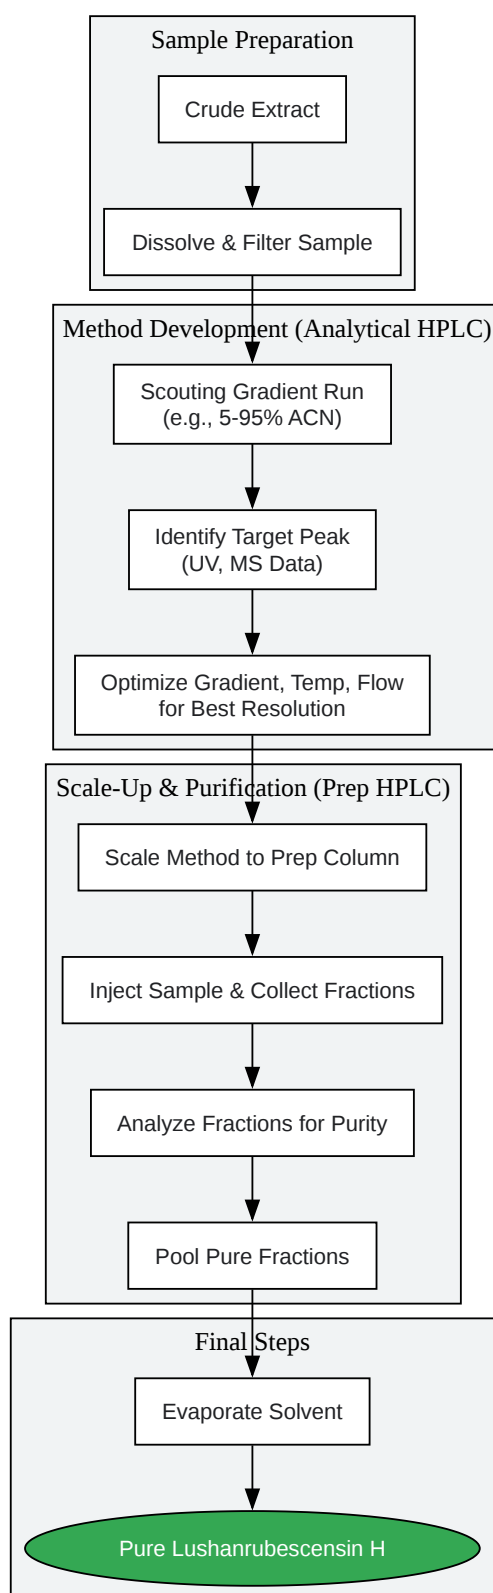 Sample Preparation
Crude Extract
Dissolve & Filter Sample
Method Development (Analytical HPLC)
Scouting Gradient Run
(e.g., 5-95% ACN)
Identify Target Peak
(UV, MS Data)
Optimize Gradient, Temp, Flow
for Best Resolution
Scale-Up & Purification (Prep HPLC)
Scale Method to Prep Column
Inject Sample & Collect Fractions
Analyze Fractions for Purity
Pool Pure Fractions
Final Steps
Evaporate Solvent
Pure Lushanrubescensin H